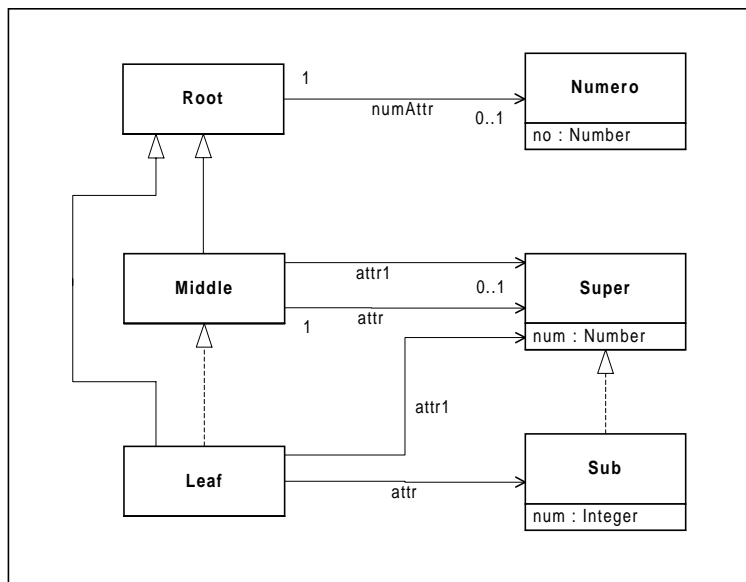 Root
1
numAttr
0..1
Numero
no : Number
Middle
attr1
0..1
attr
1
Super
num : Number
attr1
Leaf
attr
Sub
num : Integer